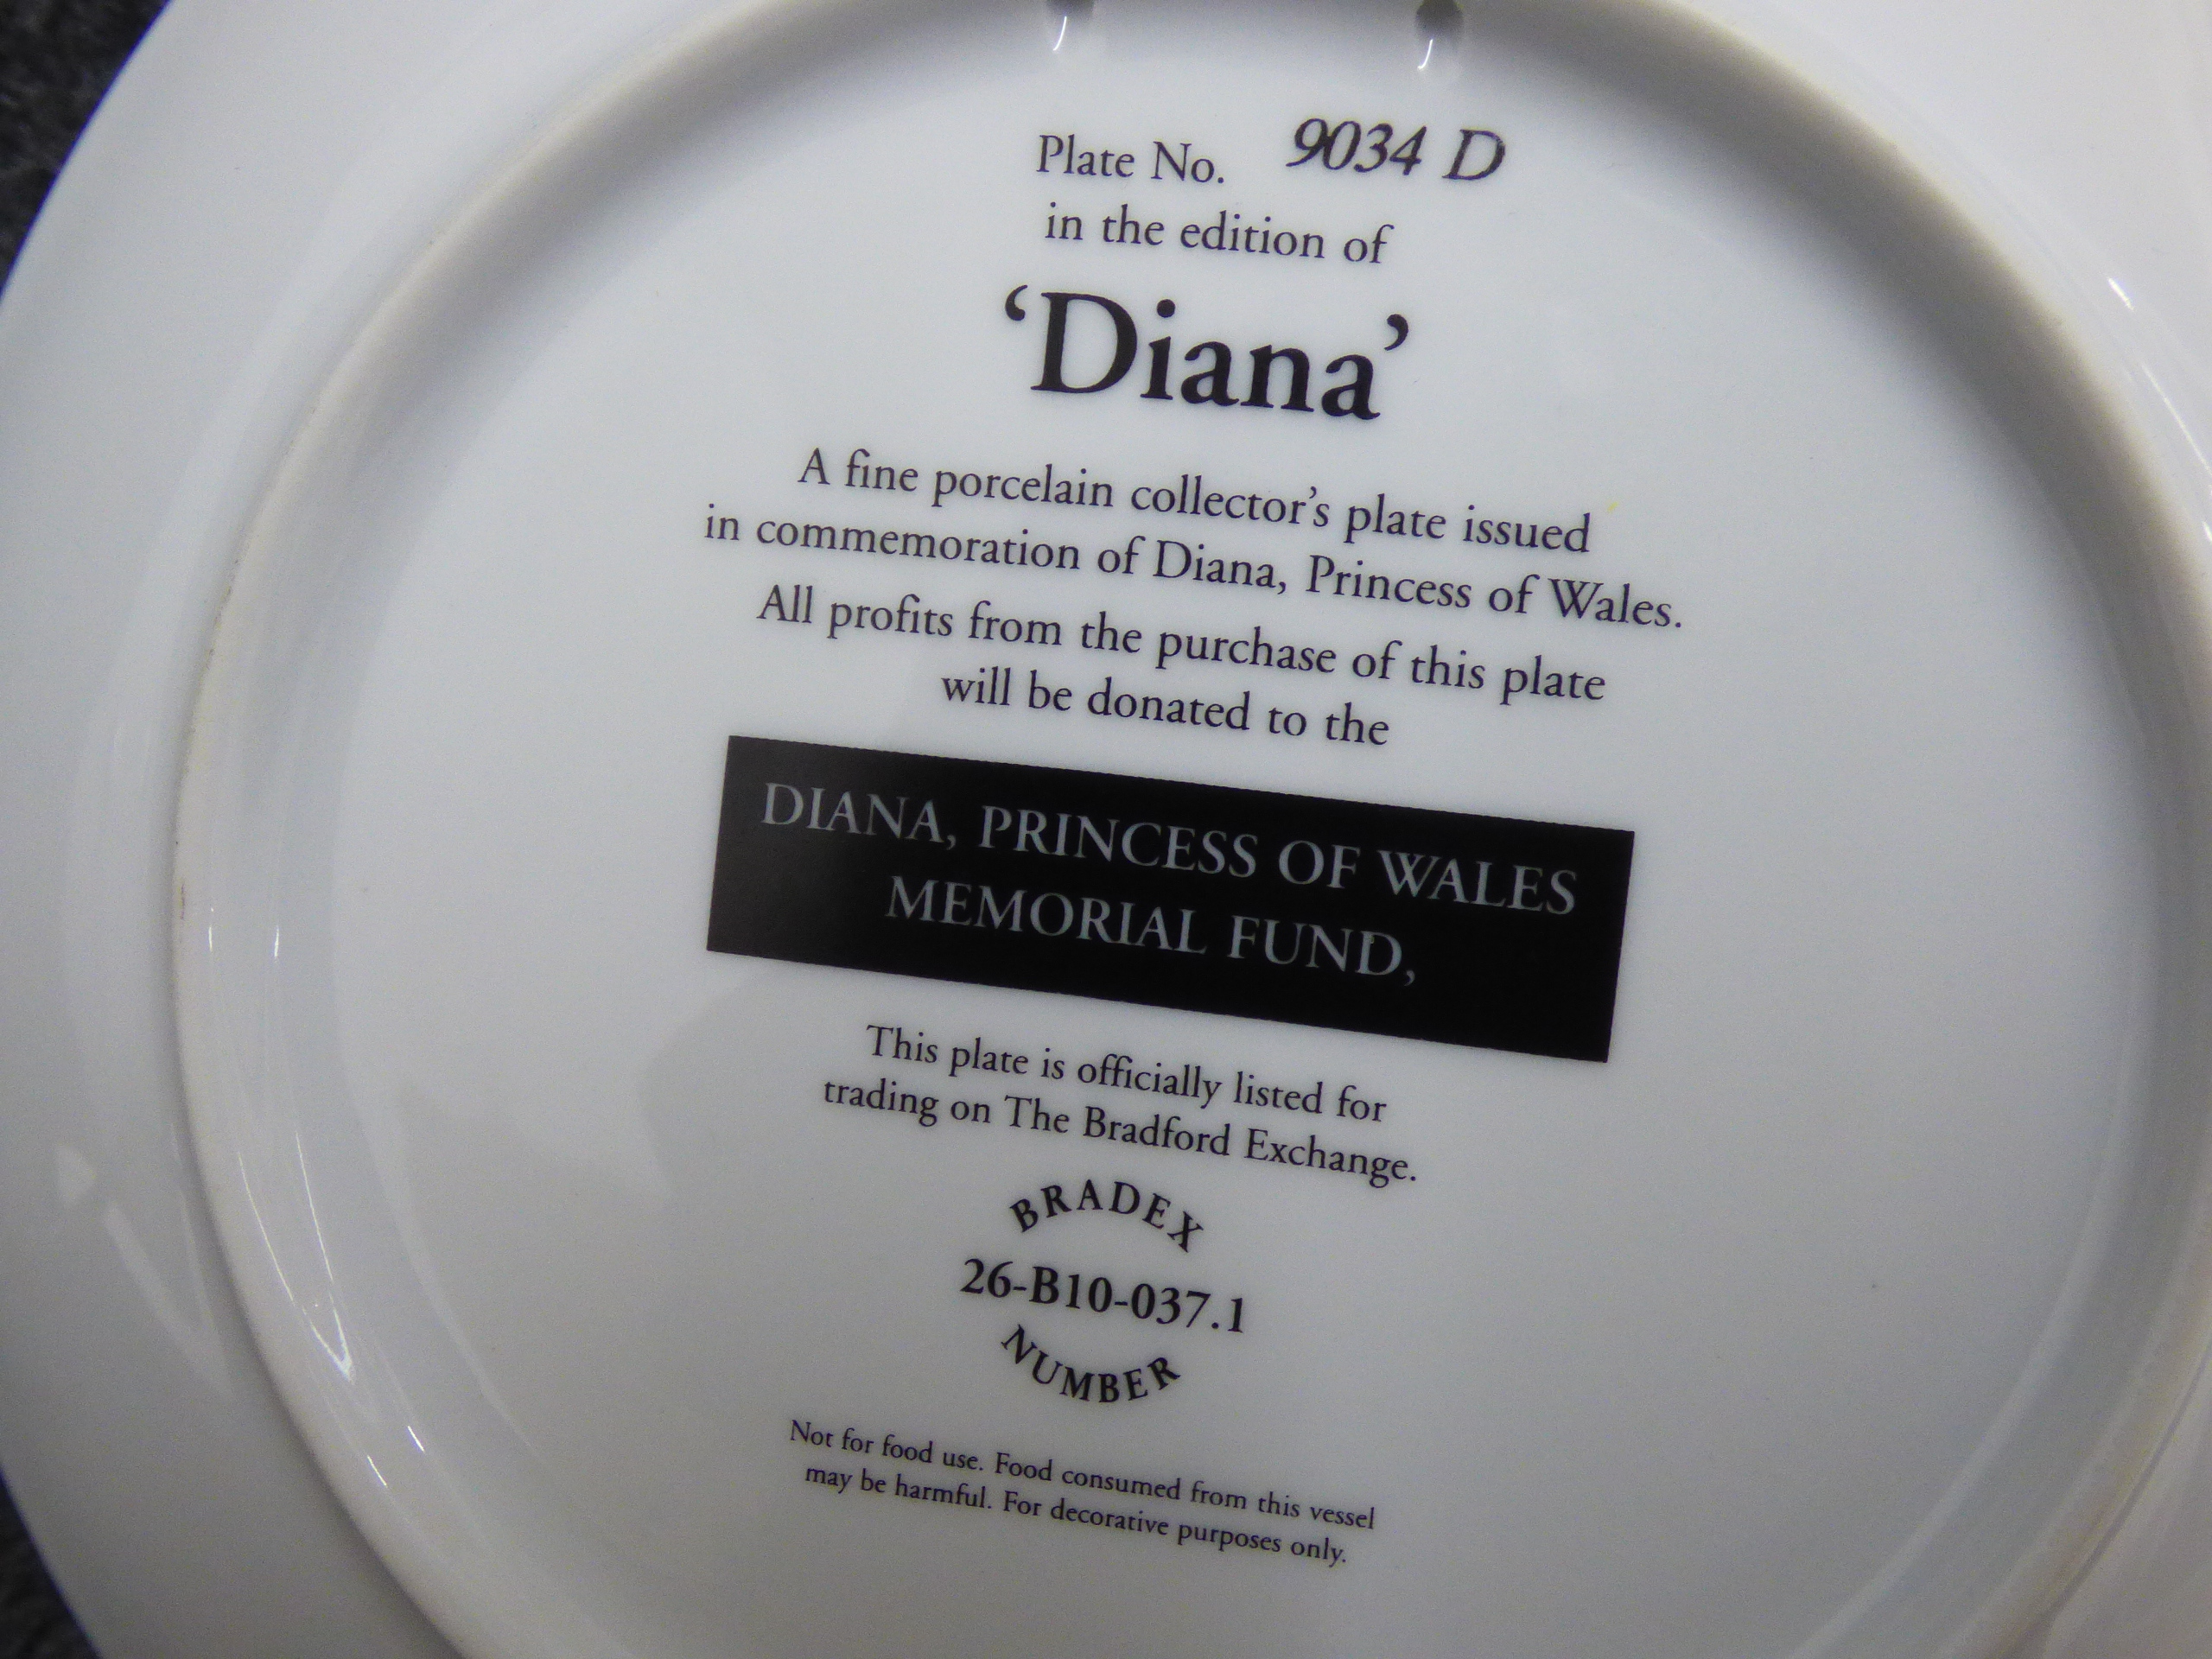 Plate No. 9034 D
in the edition of
‘Diana’
A fine porcelain collector’s plate issued
in commemoration of Diana, Princess of Wales.
All profits from the purchase of this plate
will be donated to the
DIANA, PRINCESS OF WALES
MEMORIAL FUND,
This plate is officially listed for
trading on The Bradford Exchange.
BRADEX
26-B10-037.1
NUMBER
Not for food use. Food consumed from this vessel
may be harmful. For decorative purposes only.